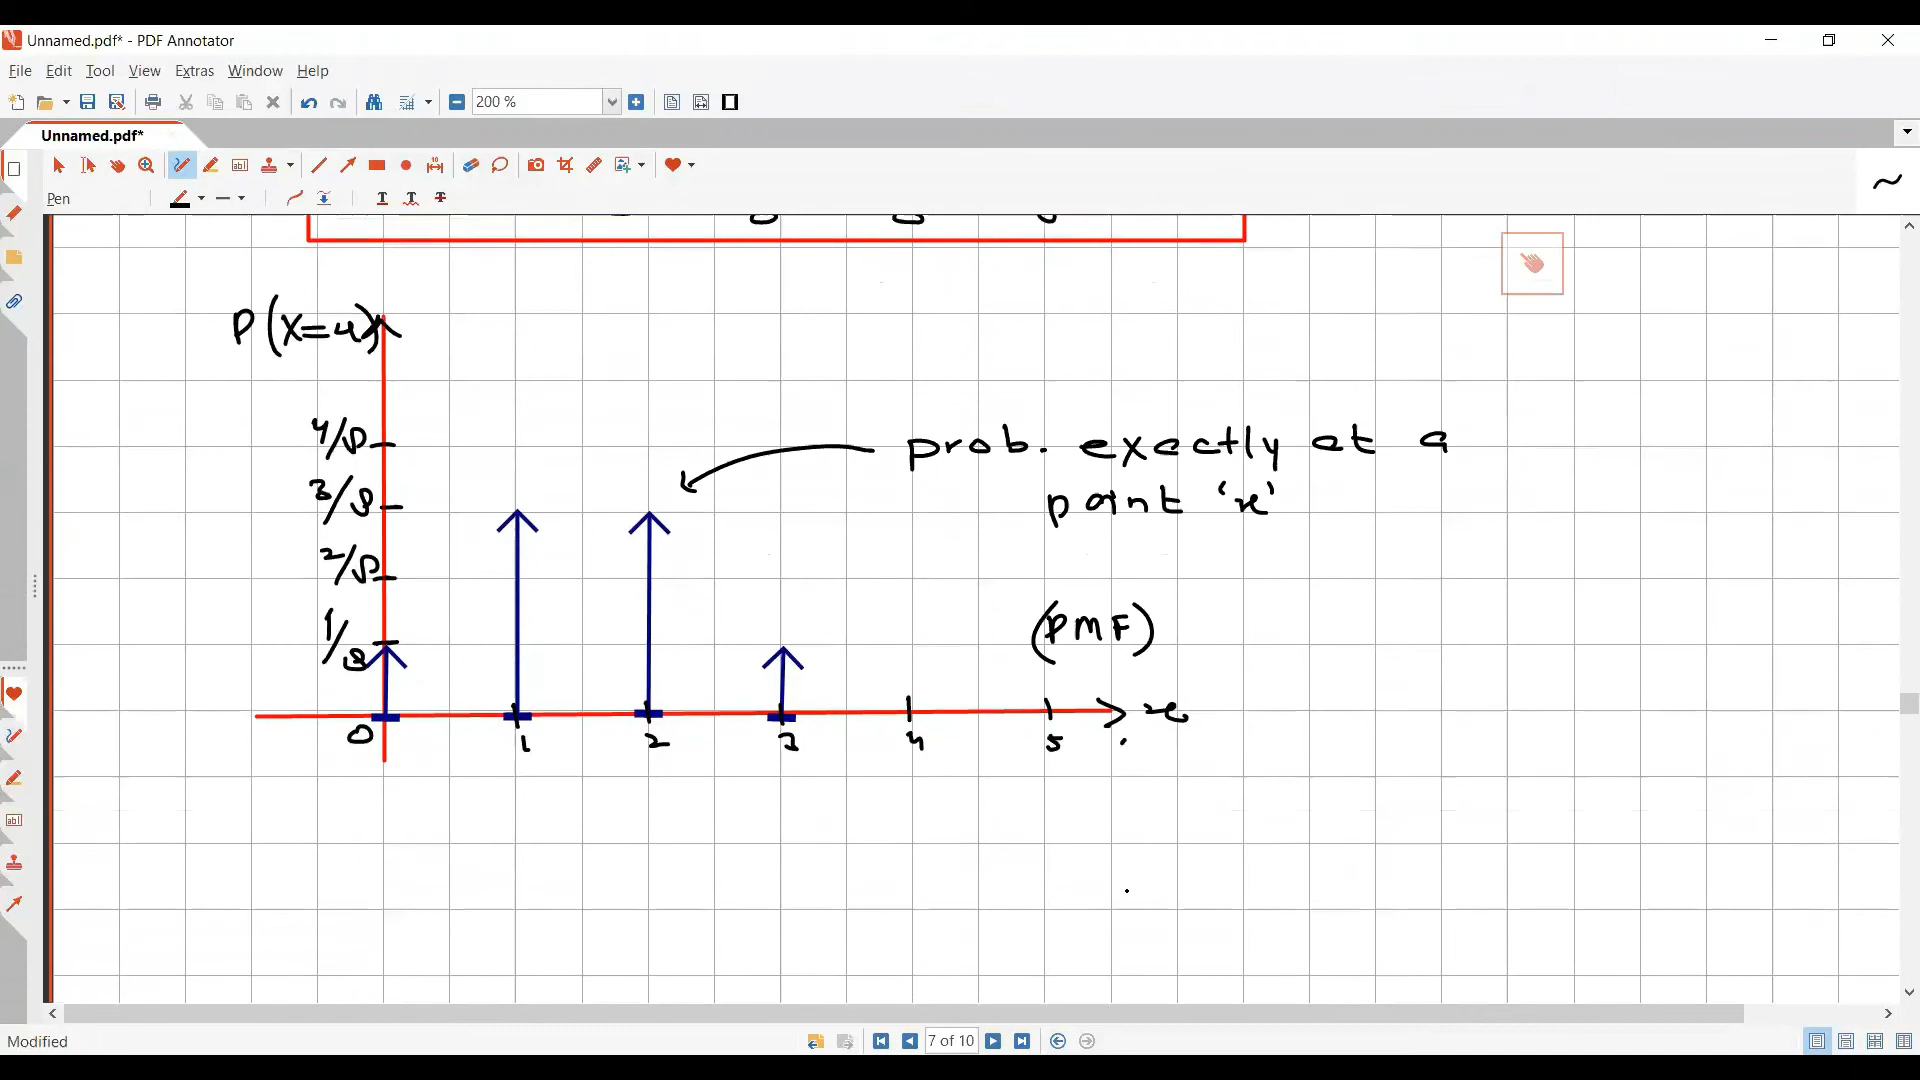 Unnamed.pdf* - PDF Annotator
File Edit Tool View Extras Window Help
200 %
Unnamed.pdf*
Pen
P(X=x)
4/8
prob. exactly at a
3/8
point 'x'
2/8
1/8
(PMF)
x
0 1 2 3 4 5
Modified
7 of 10